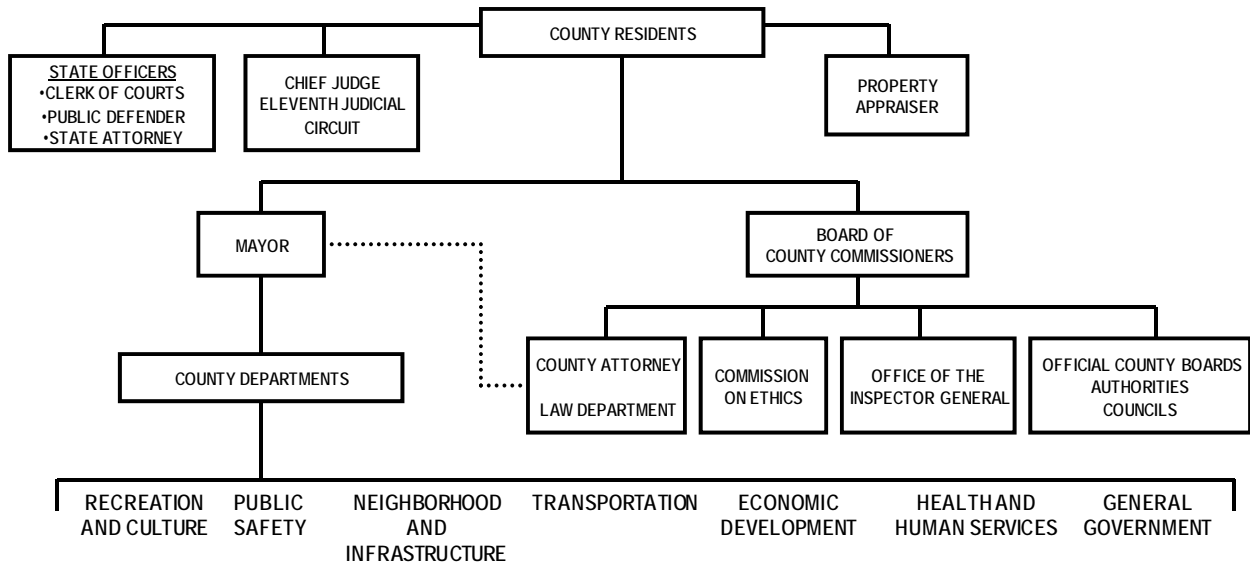 COUNTY RESIDENTS
STATE OFFICERS
•CLERK OF COURTS
•PUBLIC DEFENDER
•STATE ATTORNEY
CHIEF JUDGE
ELEVENTH JUDICIAL
CIRCUIT
PROPERTY
APPRAISER
MAYOR
BOARD OF
COUNTY COMMISSIONERS
COUNTY DEPARTMENTS
COUNTY ATTORNEY
LAW DEPARTMENT
COMMISSION
ON ETHICS
OFFICE OF THE
INSPECTOR GENERAL
OFFICIAL COUNTY BOARDS
AUTHORITIES
COUNCILS
RECREATION
AND CULTURE
PUBLIC
SAFETY
NEIGHBORHOOD
AND
INFRASTRUCTURE
TRANSPORTATION
ECONOMIC
DEVELOPMENT
HEALTH AND
HUMAN SERVICES
GENERAL
GOVERNMENT